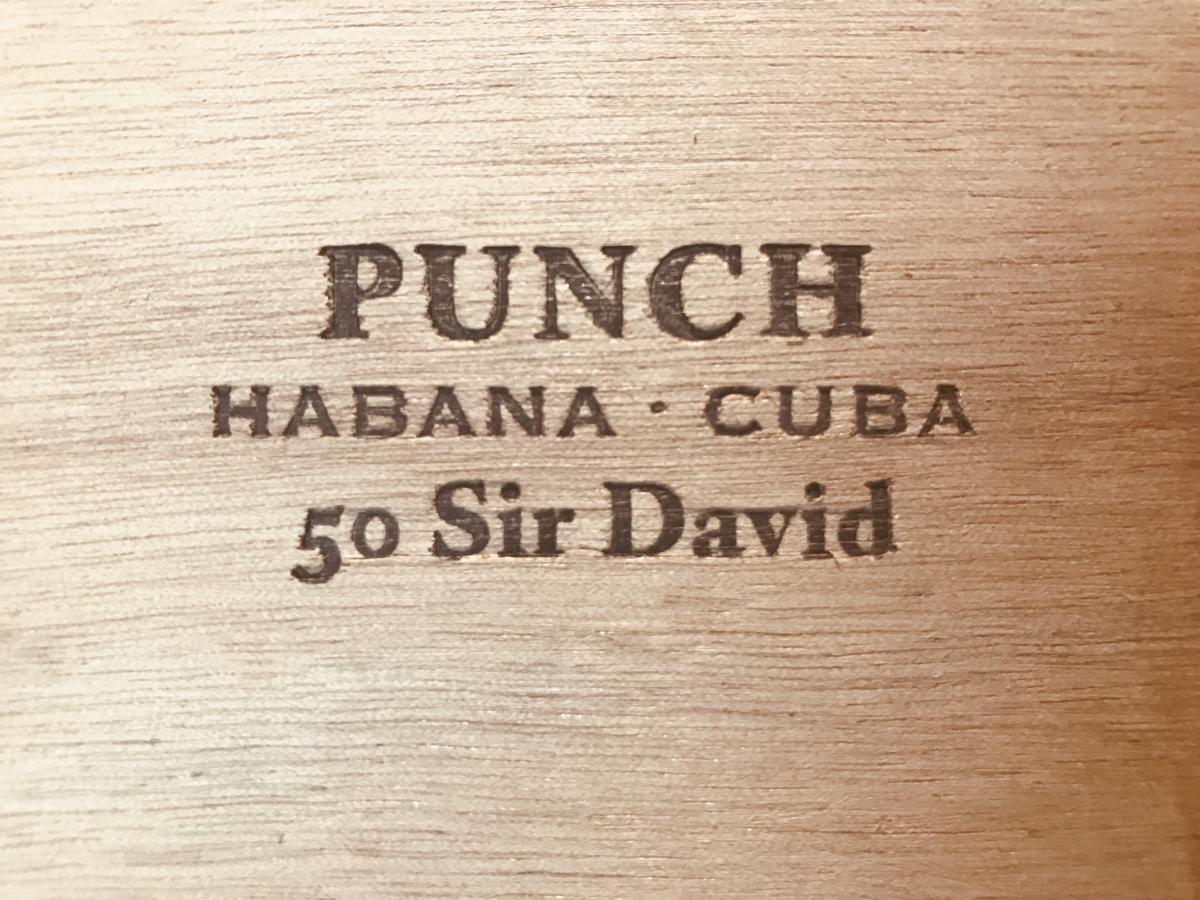 PUNCH
HABANA · CUBA
50 Sir David